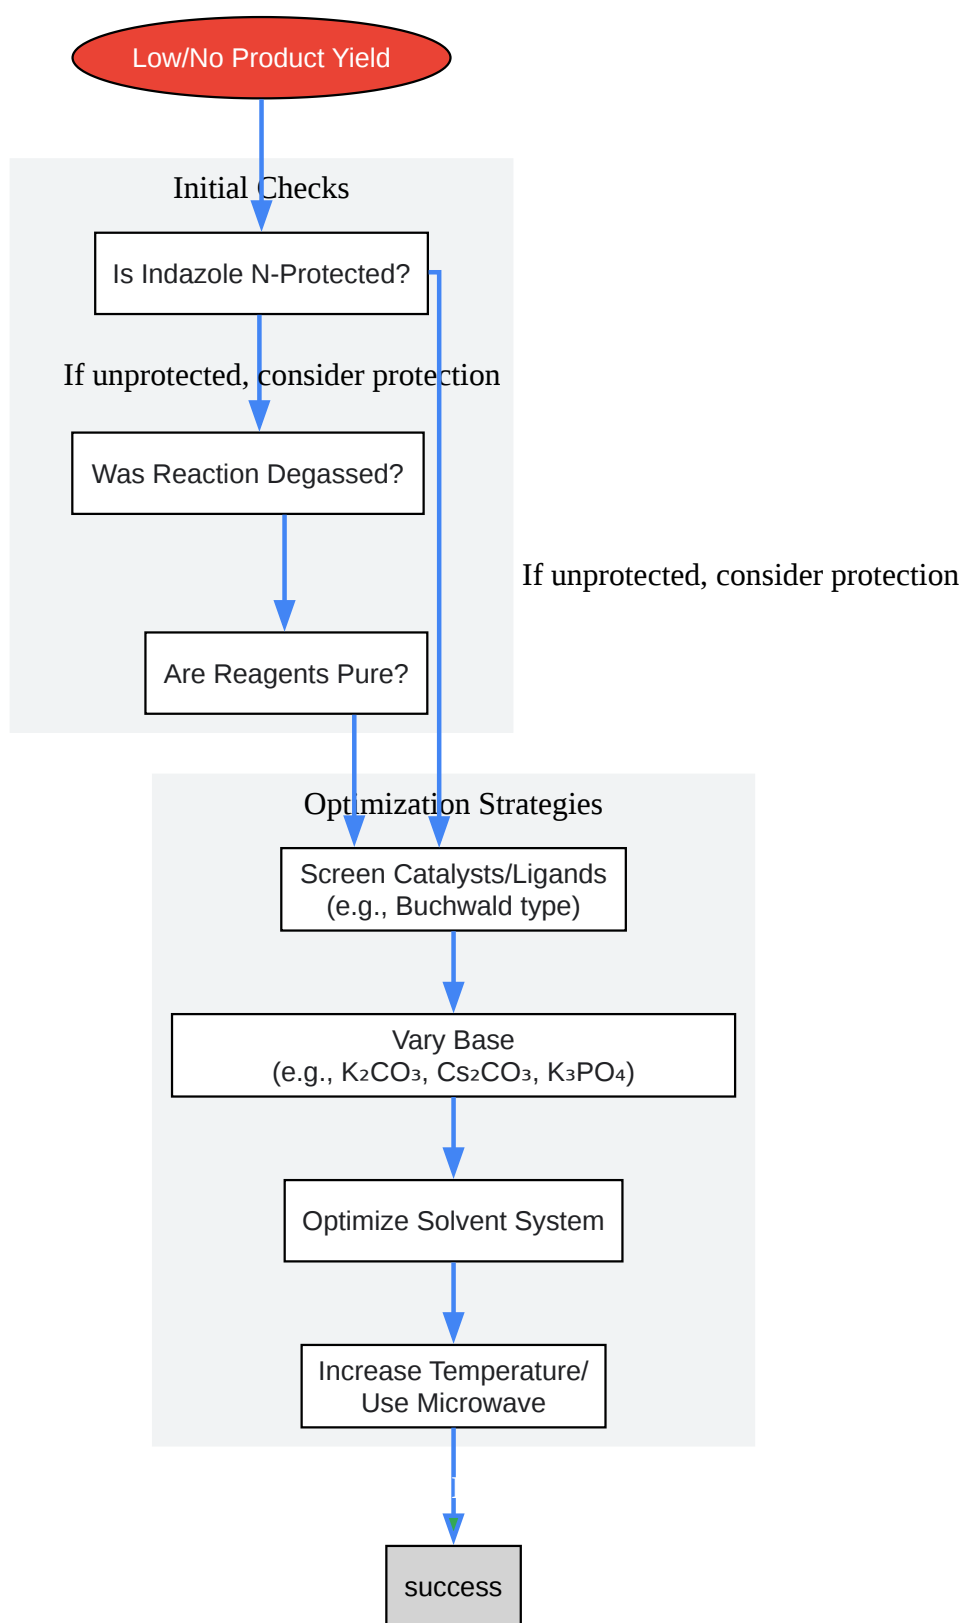 Low/No Product Yield
Initial Checks
Is Indazole N-Protected?
If unprotected, consider protection
Was Reaction Degassed?
If unprotected, consider protection
Are Reagents Pure?
Optimization Strategies
Screen Catalysts/Ligands
(e.g., Buchwald type)
Vary Base
(e.g., K₂CO₃, Cs₂CO₃, K₃PO₄)
Optimize Solvent System
Increase Temperature/
Use Microwave
success